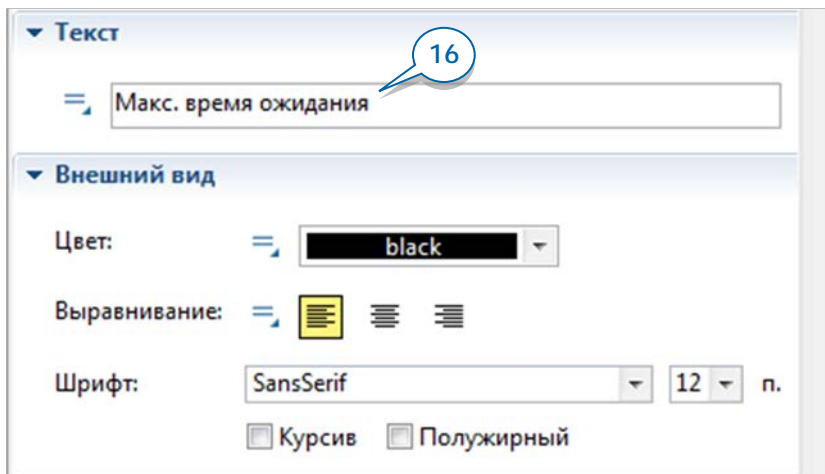 Текст
16
Макс. время ожидания
Внешний вид
Цвет: black
Выравнивание:
Шрифт: SansSerif 12 п.
Курсив Полужирный